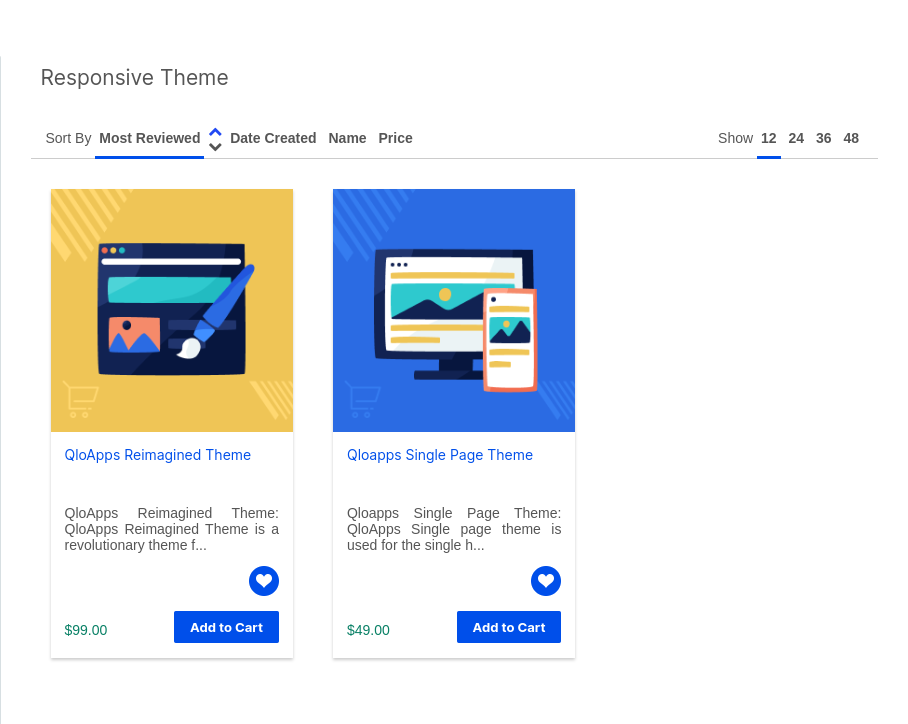 Responsive Theme
Sort By Most Reviewed Date Created Name Price Show 12 24 36 48
QloApps Reimagined Theme
QloApps Reimagined Theme:
QloApps Reimagined Theme is a
revolutionary theme f...
$99.00 Add to Cart
Qloapps Single Page Theme
Qloapps Single Page Theme:
QloApps Single page theme is
used for the single h...
$49.00 Add to Cart